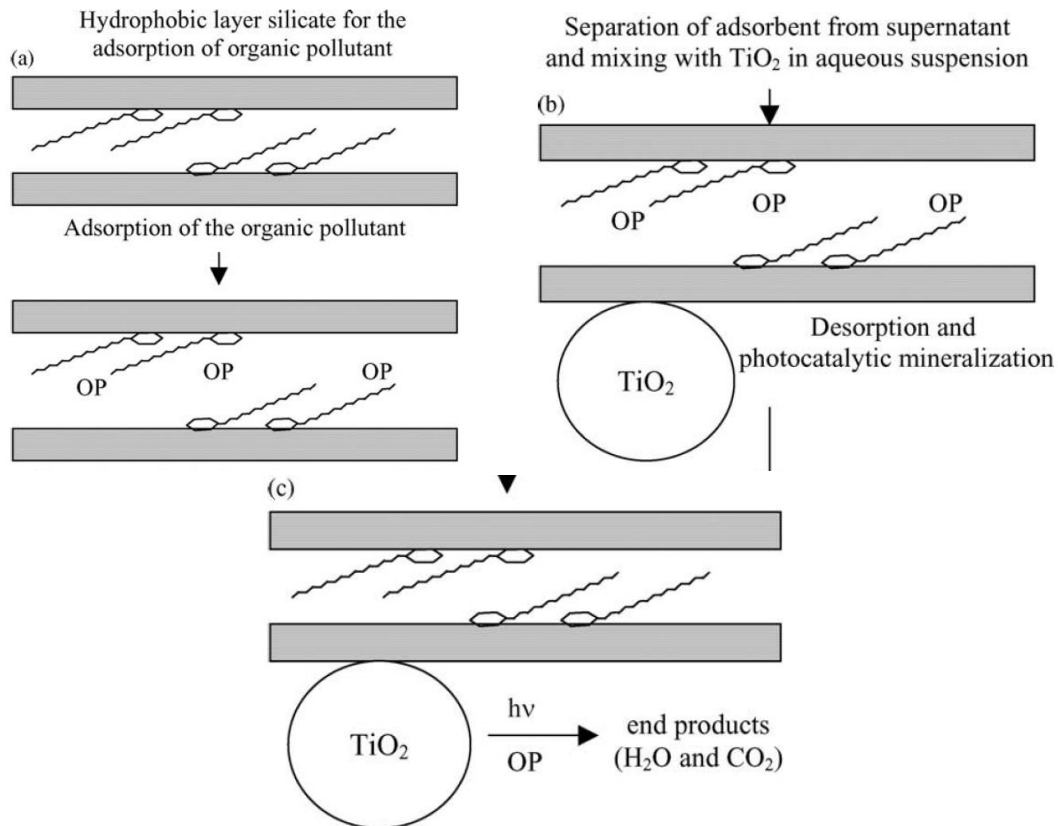 Hydrophobic layer silicate for the
adsorption of organic pollutant
(a)
Adsorption of the organic pollutant
OP
OP
OP
Separation of adsorbent from supernatant
and mixing with TiO₂ in aqueous suspension
(b)
OP
OP
OP
Desorption and
photocatalytic mineralization
TiO₂
(c)
TiO₂
hν
OP
end products
(H₂O and CO₂)